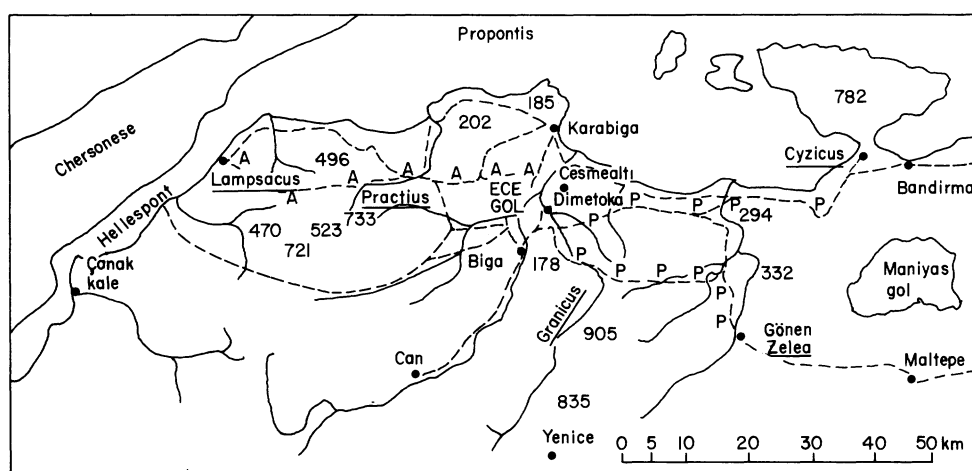 Propontis
Chersonese
Hellespont
185
202
782
Karabiga
496
Cyzicus
A
A
A
A
A
A
Cesmealtı
Bandirma
Lampsacus
Practius
ECE
GOL
Dimetoka
A
733
P
P
P
P
P
294
470
523
721
Biga
178
P
P
P
P
P
332
Maniyas
gol
Çanak
kale
Granicus
905
P
Gönen
Zelea
Can
Maltepe
835
Yenice
0 5 10 20 30 40 50 km